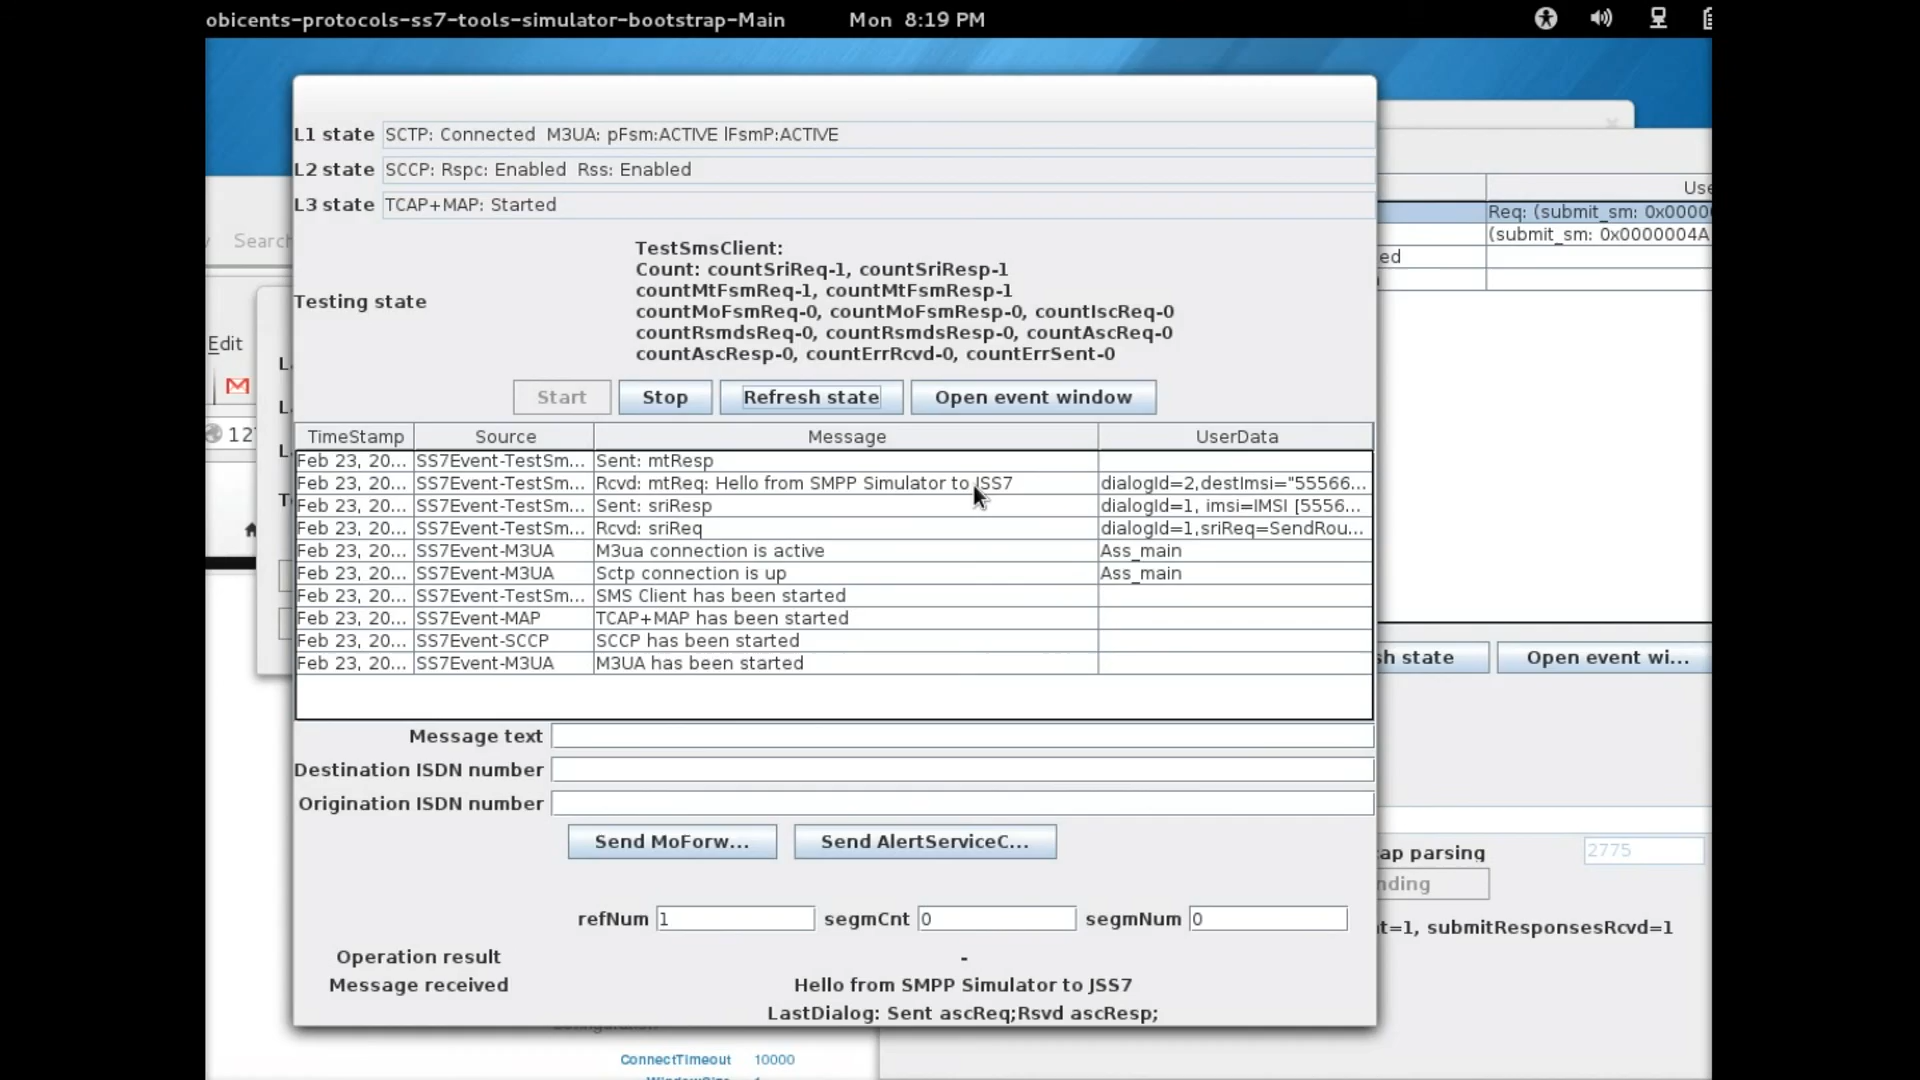 obicents-protocols-ss7-tools-simulator-bootstrap-Main Mon 8:19 PM
L1 state SCTP: Connected M3UA: pFsm:ACTIVE lFsmP:ACTIVE
L2 state SCCP: Rspc: Enabled Rss: Enabled
L3 state TCAP+MAP: Started
Testing state
TestSmsClient:
Count: countSriReq-1, countSriResp-1
countMtFsmReq-1, countMtFsmResp-1
countMoFsmReq-0, countMoFsmResp-0, countIscReq-0
countRsmdsReq-0, countRsmdsResp-0, countAscReq-0
countAscResp-0, countErrRcvd-0, countErrSent-0
Start Stop Refresh state Open event window
TimeStamp Source Message UserData
Feb 23, 20... SS7Event-TestSm... Sent: mtResp
Feb 23, 20... SS7Event-TestSm... Rcvd: mtReq: Hello from SMPP Simulator to JSS7 dialogId=2,destImsi="55566...
Feb 23, 20... SS7Event-TestSm... Sent: sriResp dialogId=1, imsi=IMSI [5556...
Feb 23, 20... SS7Event-TestSm... Rcvd: sriReq dialogId=1,sriReq=SendRou...
Feb 23, 20... SS7Event-M3UA M3ua connection is active Ass_main
Feb 23, 20... SS7Event-M3UA Sctp connection is up Ass_main
Feb 23, 20... SS7Event-TestSm... SMS Client has been started
Feb 23, 20... SS7Event-MAP TCAP+MAP has been started
Feb 23, 20... SS7Event-SCCP SCCP has been started
Feb 23, 20... SS7Event-M3UA M3UA has been started
Message text
Destination ISDN number
Origination ISDN number
Send MoForw... Send AlertServiceC...
refNum 1 segmCnt 0 segmNum 0
Operation result -
Message received Hello from SMPP Simulator to JSS7
LastDialog: Sent ascReq;Rsvd ascResp;
Search
Edit
12
Use
Req: (submit_sm: 0x0000
(submit_sm: 0x0000004A
ed
sh state Open event wi...
ap parsing 2775
nding
t=1, submitResponsesRcvd=1
ConnectTimeout 10000